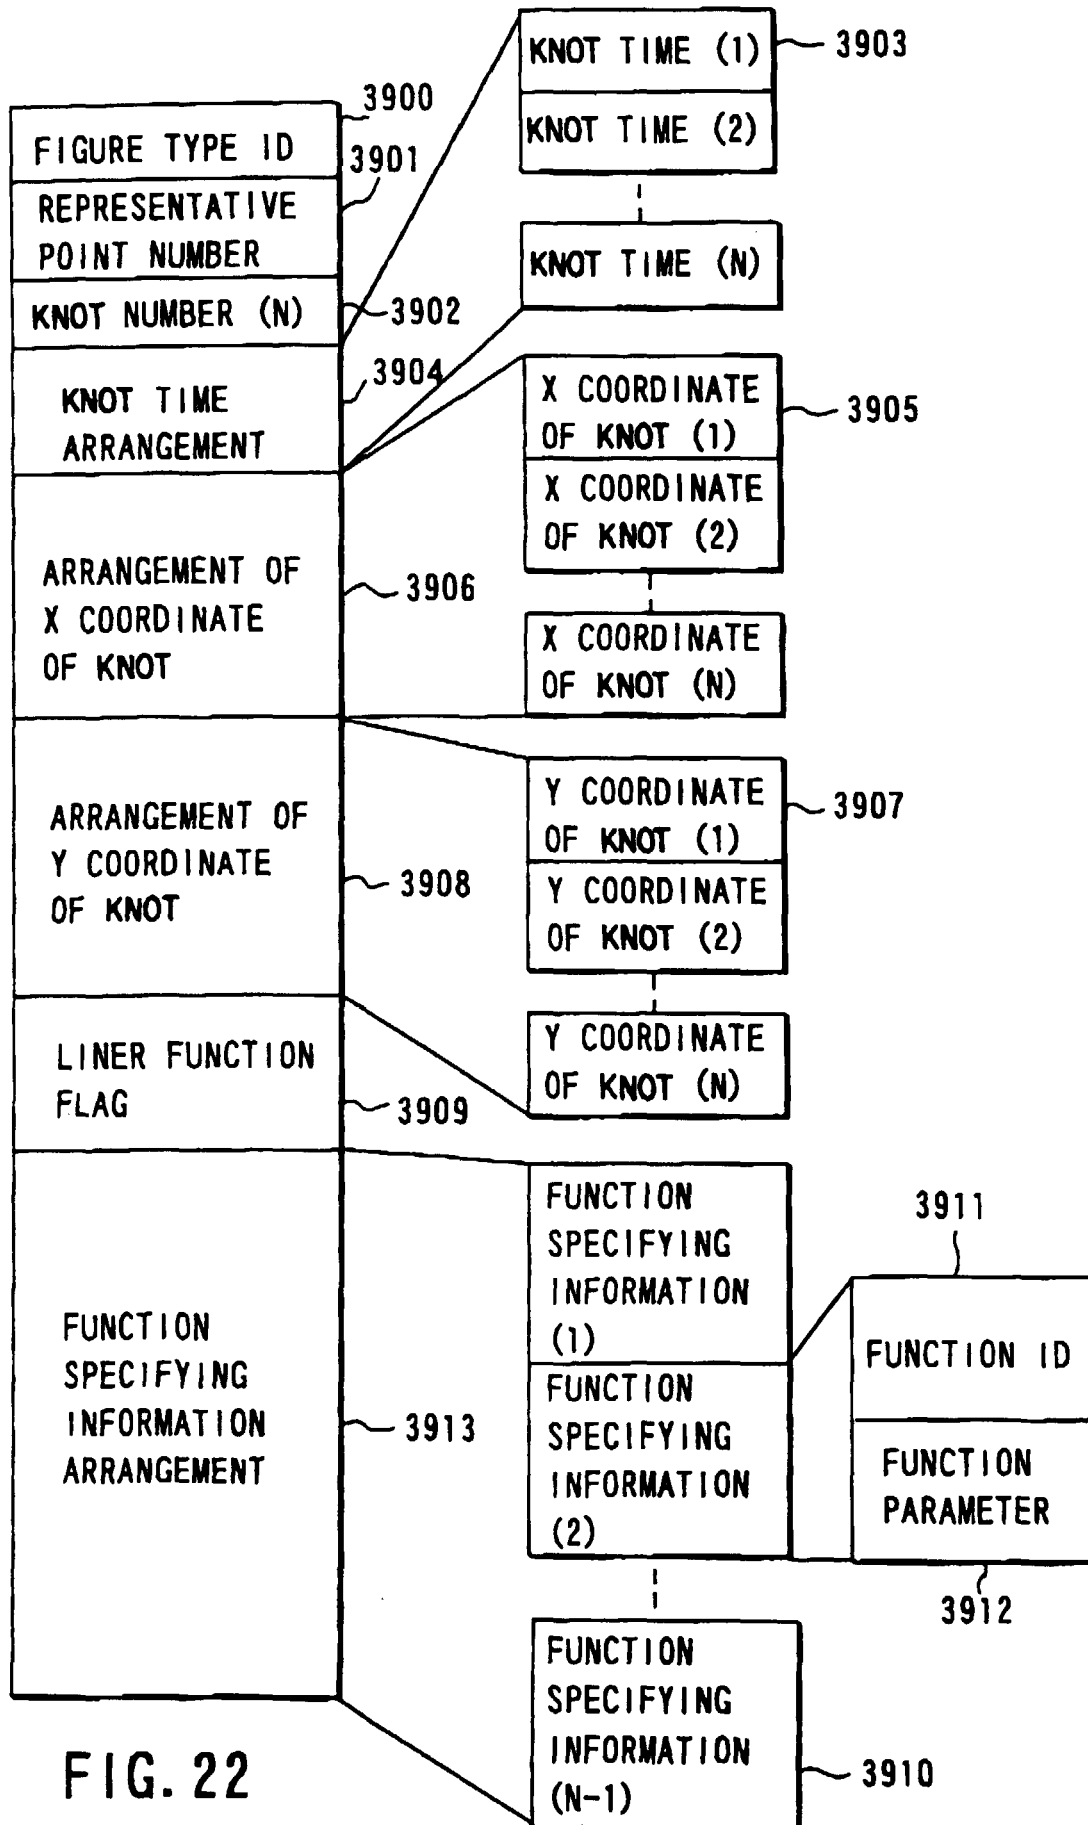 3900
FIGURE TYPE ID
3901
REPRESENTATIVE
POINT NUMBER
KNOT NUMBER (N)
3902
3904
KNOT TIME
ARRANGEMENT
ARRANGEMENT OF
X COORDINATE
OF KNOT
3906
ARRANGEMENT OF
Y COORDINATE
OF KNOT
3908
LINER FUNCTION
FLAG
3909
FUNCTION
SPECIFYING
INFORMATION
ARRANGEMENT
3913
KNOT TIME (1)
3903
KNOT TIME (2)
KNOT TIME (N)
X COORDINATE
OF KNOT (1)
3905
X COORDINATE
OF KNOT (2)
X COORDINATE
OF KNOT (N)
Y COORDINATE
OF KNOT (1)
3907
Y COORDINATE
OF KNOT (2)
Y COORDINATE
OF KNOT (N)
FUNCTION
SPECIFYING
INFORMATION
(1)
FUNCTION
SPECIFYING
INFORMATION
(2)
3911
FUNCTION ID
FUNCTION
PARAMETER
3912
FUNCTION
SPECIFYING
INFORMATION
(N-1)
3910
FIG. 22